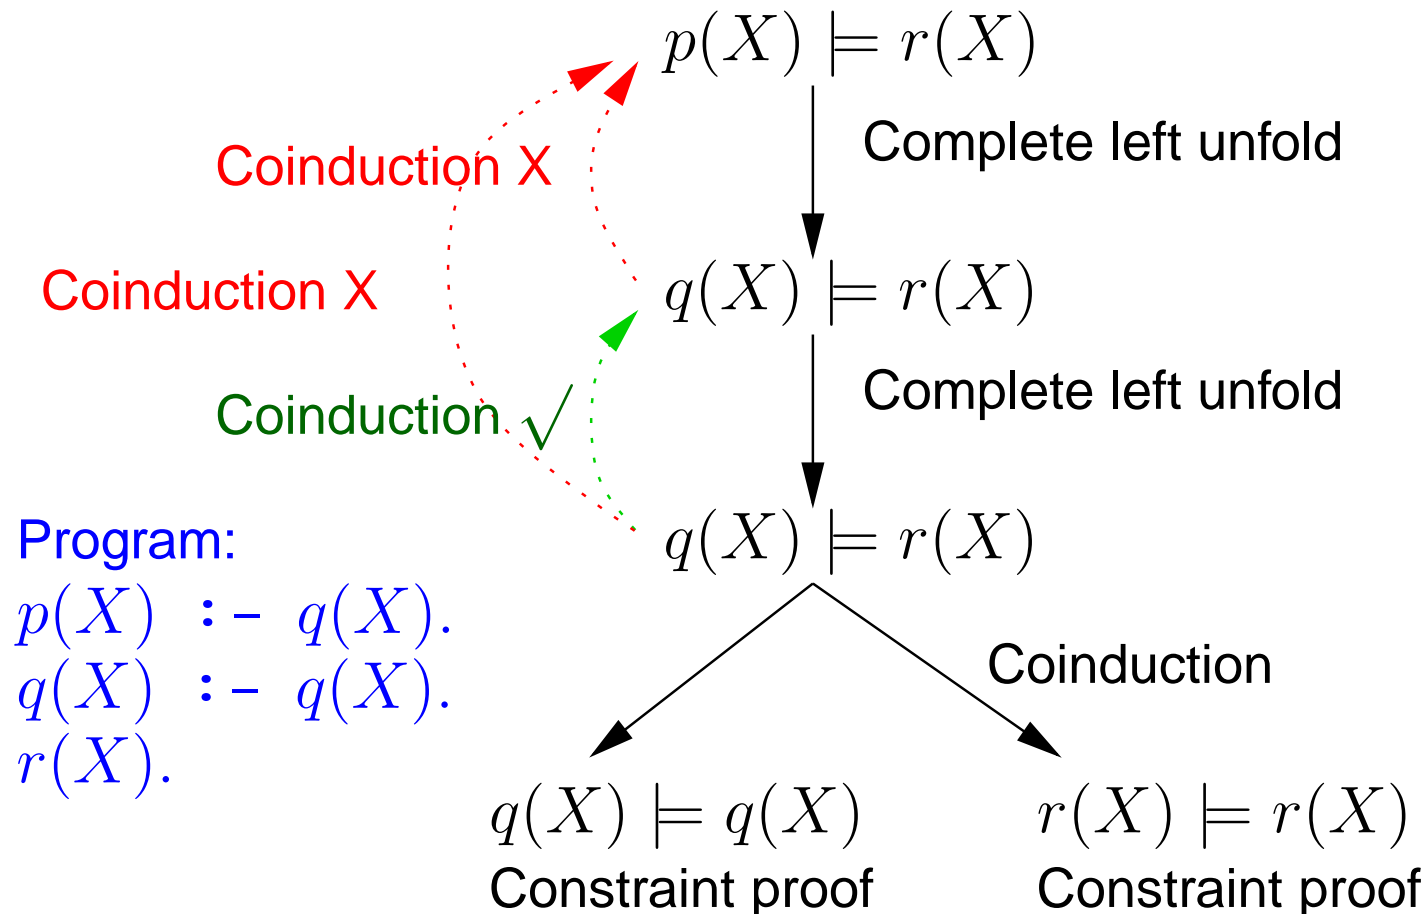 p(X) ⊨ r(X)
Complete left unfold
Coinduction X
q(X) ⊨ r(X)
Coinduction X
Complete left unfold
Coinduction √
q(X) ⊨ r(X)
Program:
p(X) :- q(X).
q(X) :- q(X).
r(X).
Coinduction
q(X) ⊨ q(X)
Constraint proof
r(X) ⊨ r(X)
Constraint proof